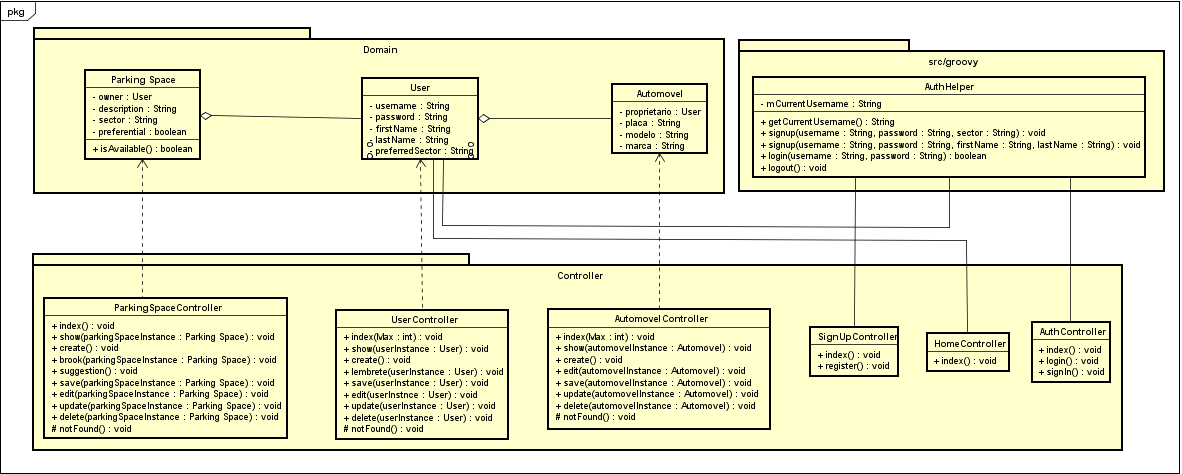 pkg
Domain
Parking Space
- owner : User
- description : String
- sector : String
- preferential : boolean
+ isAvailable() : boolean
User
- username : String
- password : String
- firstName : String
- lastName : String
- preferredSector : String
Automovel
- proprietario : User
- placa : String
- modelo : String
- marca : String
src/groovy
AuthHelper
- mCurrentUsername : String
+ getCurrentUsername() : String
+ signup(username : String, password : String, sector : String) : void
+ signup(username : String, password : String, firstName : String, lastName : String) : void
+ login(username : String, password : String) : boolean
+ logout() : void
Controller
ParkingSpaceController
+ index() : void
+ show(parkingSpaceInstance : Parking Space) : void
+ create() : void
+ brook(parkingSpaceInstance : Parking Space) : void
+ suggestion() : void
+ save(parkingSpaceInstance : Parking Space) : void
+ edit(parkingSpaceInstance : Parking Space) : void
+ update(parkingSpaceInstance : Parking Space) : void
+ delete(parkingSpaceInstance : Parking Space) : void
# notFound() : void
UserController
+ index(Max : int) : void
+ show(userInstance : User) : void
+ create() : void
+ lembrete(userInstance : User) : void
+ save(userInstance : User) : void
+ edit(userInstnce : User) : void
+ update(userInstance : User) : void
+ delete(userInstance : User) : void
# notFound() : void
AutomovelController
+ index(Max : int) : void
+ show(automovelInstance : Automovel) : void
+ create() : void
+ edit(automovelInstance : Automovel) : void
+ save(automovelInstance : Automovel) : void
+ update(automovelInstance : Automovel) : void
+ delete(automovelInstance : Automovel) : void
# notFound() : void
SignUpController
+ index() : void
+ register() : void
HomeController
+ index() : void
AuthController
+ index() : void
+ login() : void
+ signIn() : void